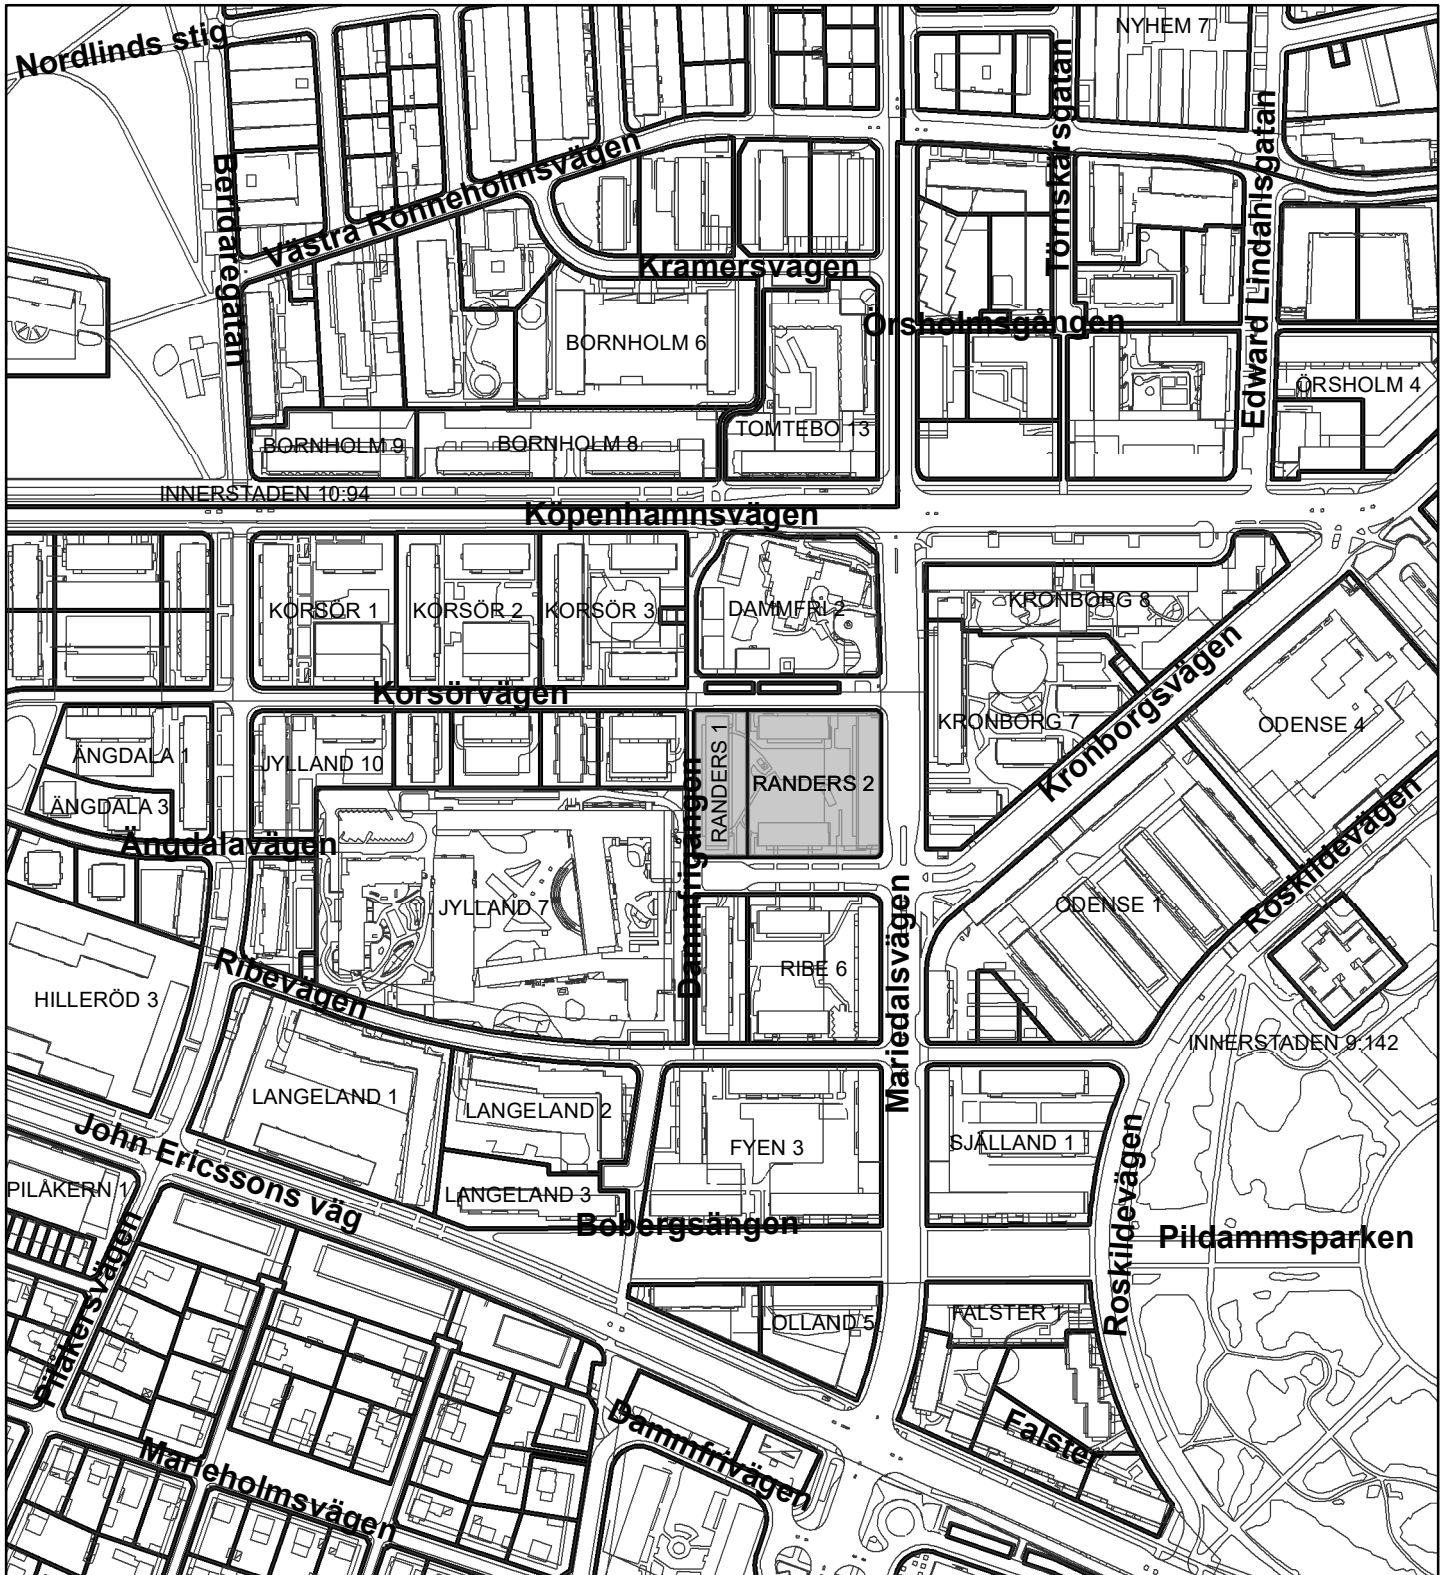 NYHEM 7
Nordlinds stig
Törnskärsgatan
Edward Lindahlsgatan
Beridaregatan
Västra Rönneholmsvägen
Kramersvägen
Örsholmsgången
BORNHOLM 6
ÖRSHOLM 4
TOMTEBO 13
BORNHOLM 9
BORNHOLM 8
INNERSTADEN 10:94
Köpenhamnsvägen
KORSÖR 1
KORSÖR 2
KORSÖR 3
DAMMFRI 2
KRONBORG 8
Kronborgsvägen
Korsörvägen
KRONBORG 7
ODENSE 4
ÄNGDALA 1
JYLLAND 10
RANDERS 1
RANDERS 2
ÄNGDALA 3
Ängdalavägen
Dammfrigången
Roskildevägen
JYLLAND 7
ODENSE 1
Mariedalsvägen
RIBE 6
Ribevägen
HILLERÖD 3
INNERSTADEN 9:142
LANGELAND 1
LANGELAND 2
FYEN 3
SJÄLLAND 1
John Ericssons väg
PILÅKERN 1
LANGELAND 3
Bobergsängen
Roskildevägen
Pildammsparken
Pilåkersvägen
LOLLAND 5
FALSTER 1
Dammfrivägen
Falster
Marieholmsvägen